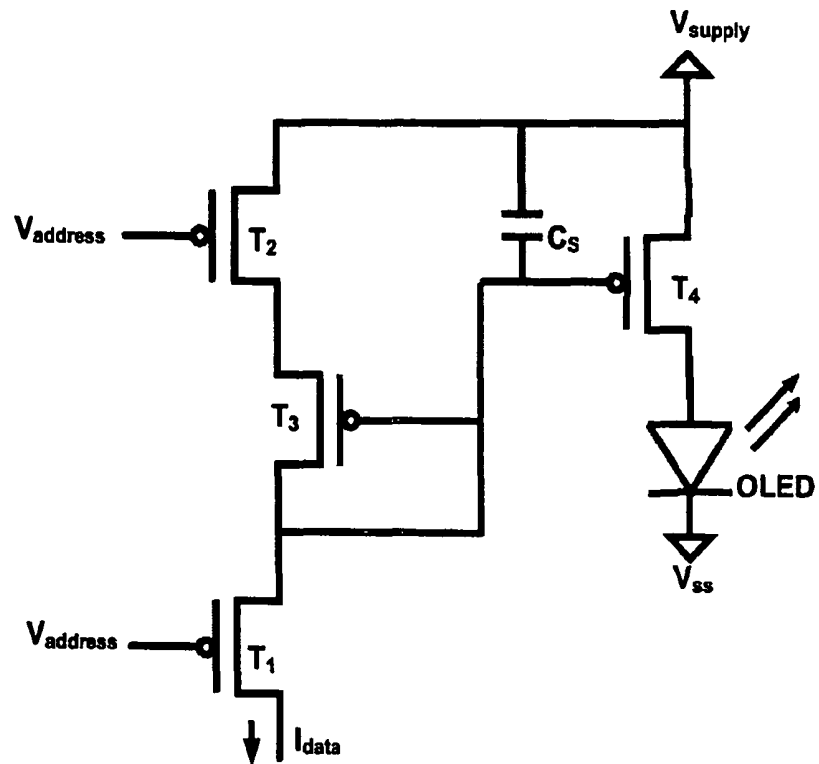 Vsupply
Vaddress
T2
CS
T4
T3
OLED
Vss
Vaddress
T1
Idata